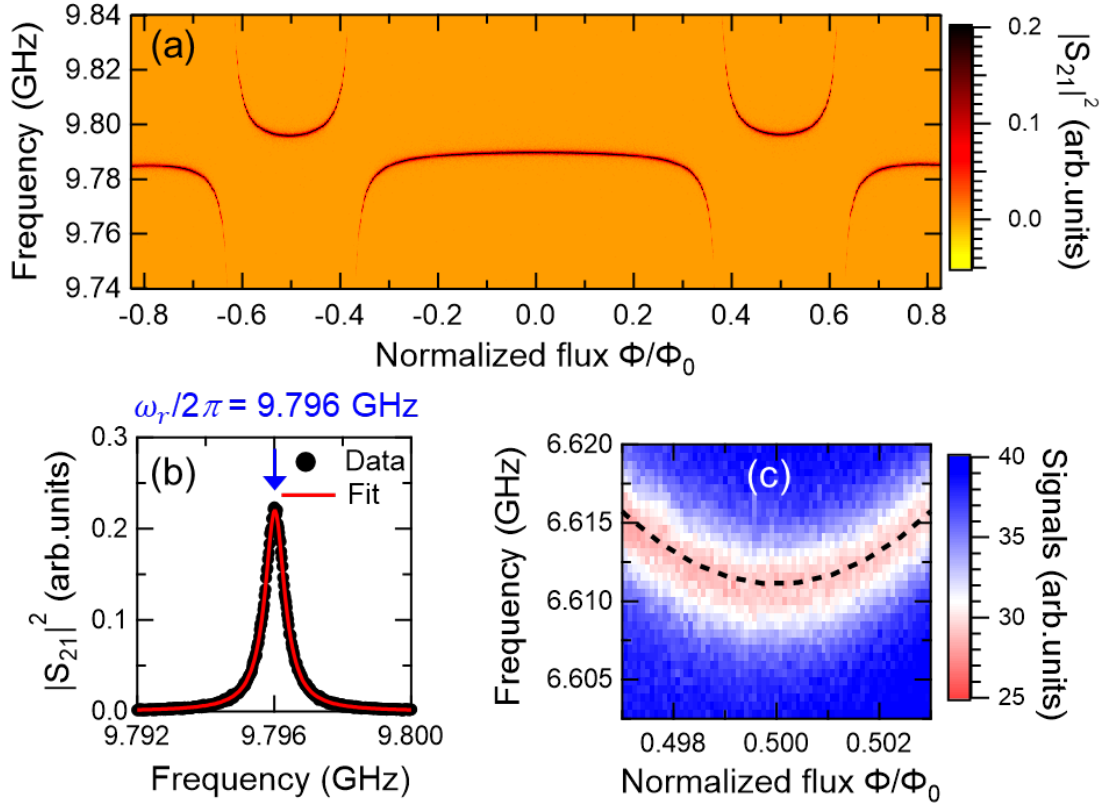 (a)
Frequency (GHz)
9.84
9.82
9.80
9.78
9.76
9.74
-0.8 -0.6 -0.4 -0.2 0.0 0.2 0.4 0.6 0.8
Normalized flux Φ/Φ₀
0.2
0.1
0.0
|S₂₁|² (arb.units)
ωᵣ/2π = 9.796 GHz
(b)
Data
Fit
|S₂₁|² (arb.units)
0.3
0.2
0.1
0.0
9.792 9.796 9.800
Frequency (GHz)
(c)
Frequency (GHz)
6.620
6.615
6.610
6.605
0.498 0.500 0.502
Normalized flux Φ/Φ₀
40
35
30
25
Signals (arb.units)